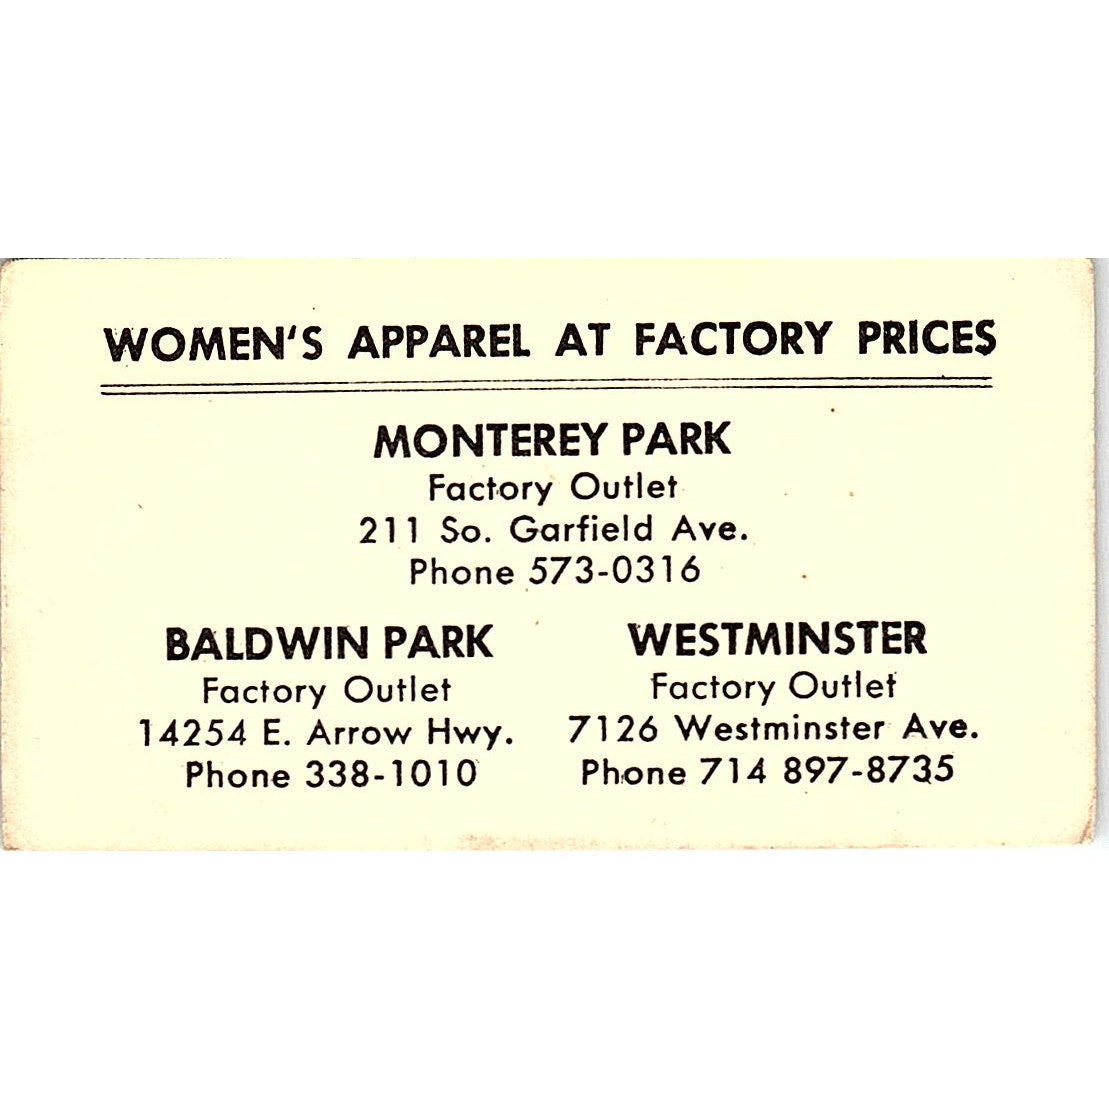 WOMEN'S APPAREL AT FACTORY PRICES
MONTEREY PARK
Factory Outlet
211 So. Garfield Ave.
Phone 573-0316
BALDWIN PARK
Factory Outlet
14254 E. Arrow Hwy.
Phone 338-1010
WESTMINSTER
Factory Outlet
7126 Westminster Ave.
Phone 714 897-8735